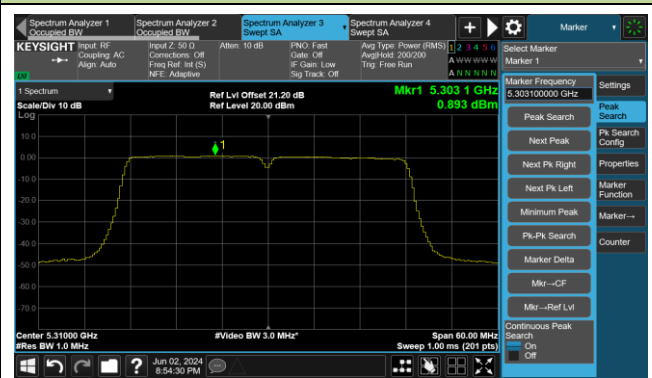 Spectrum Analyzer 1
Occupied BW
Spectrum Analyzer 2
Occupied BW
Spectrum Analyzer 3
Swept SA
Spectrum Analyzer 4
Swept SA
Marker
KEYSIGHT
Input: RF
Coupling: AC
Align: Auto
Input Z: 50 Ω
Corrections: Off
Freq Ref: Int (S)
NFE: Adaptive
Atten: 10 dB
PNO: Fast
Gate: Off
IF Gain: Low
Sig Track: Off
Avg Type: Power (RMS)
Avg|Hold: 200/200
Trig: Free Run
1 2 3 4 5 6
A W W W W W
A N N N N N
LXI
Select Marker
Marker 1
1 Spectrum
Scale/Div 10 dB
Log
Ref Lvl Offset 21.20 dB
Ref Level 20.00 dBm
Mkr1 5.303 1 GHz
0.893 dBm
10.0
0.00
-10.0
-20.0
-30.0
-40.0
-50.0
-60.0
-70.0
1
Center 5.31000 GHz
#Res BW 1.0 MHz
#Video BW 3.0 MHz*
Span 60.00 MHz
Sweep 1.00 ms (201 pts)
Marker Frequency
5.303100000 GHz
Peak Search
Next Peak
Next Pk Right
Next Pk Left
Minimum Peak
Pk-Pk Search
Marker Delta
Mkr→CF
Mkr→Ref Lvl
Continuous Peak
Search
On
Off
Settings
Peak
Search
Pk Search
Config
Properties
Marker
Function
Marker→
Counter
Jun 02, 2024
8:54:30 PM